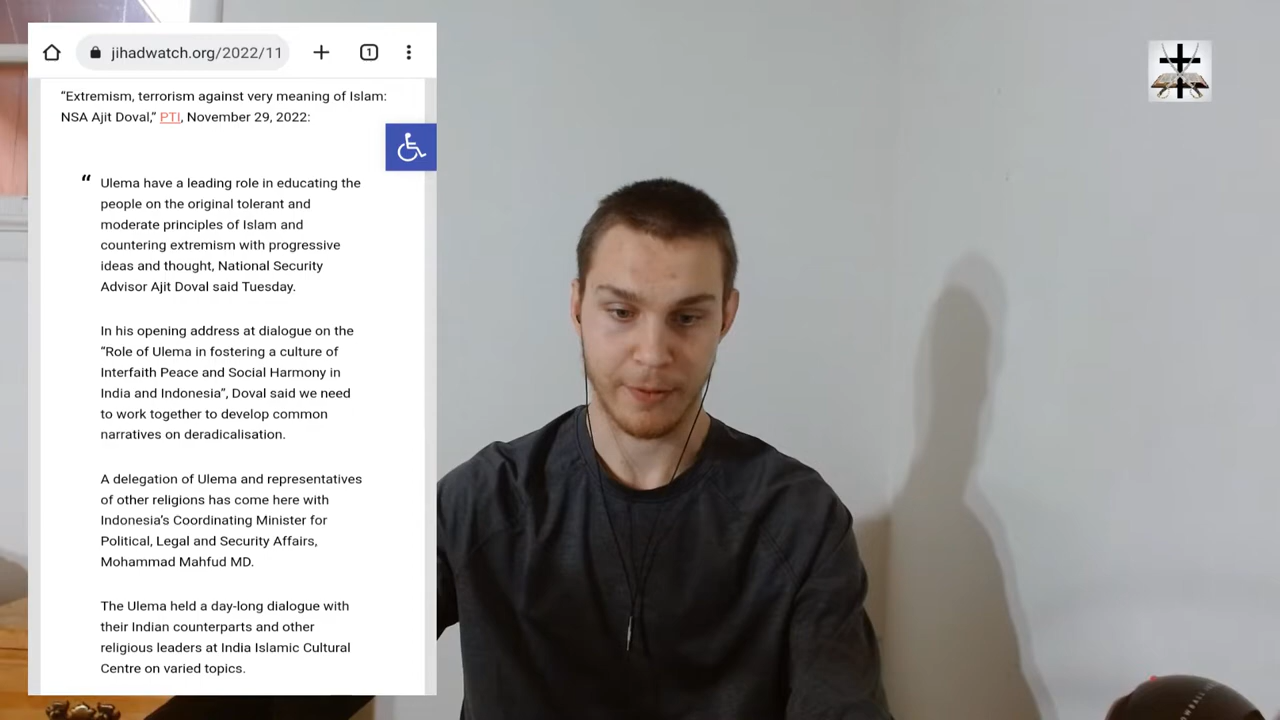 jihadwatch.org/2022/11
1
“Extremism, terrorism against very meaning of Islam:
NSA Ajit Doval,” PTI, November 29, 2022:
“
Ulema have a leading role in educating the
people on the original tolerant and
moderate principles of Islam and
countering extremism with progressive
ideas and thought, National Security
Advisor Ajit Doval said Tuesday.
In his opening address at dialogue on the
“Role of Ulema in fostering a culture of
Interfaith Peace and Social Harmony in
India and Indonesia”, Doval said we need
to work together to develop common
narratives on deradicalisation.
A delegation of Ulema and representatives
of other religions has come here with
Indonesia’s Coordinating Minister for
Political, Legal and Security Affairs,
Mohammad Mahfud MD.
The Ulema held a day-long dialogue with
their Indian counterparts and other
religious leaders at India Islamic Cultural
Centre on varied topics.